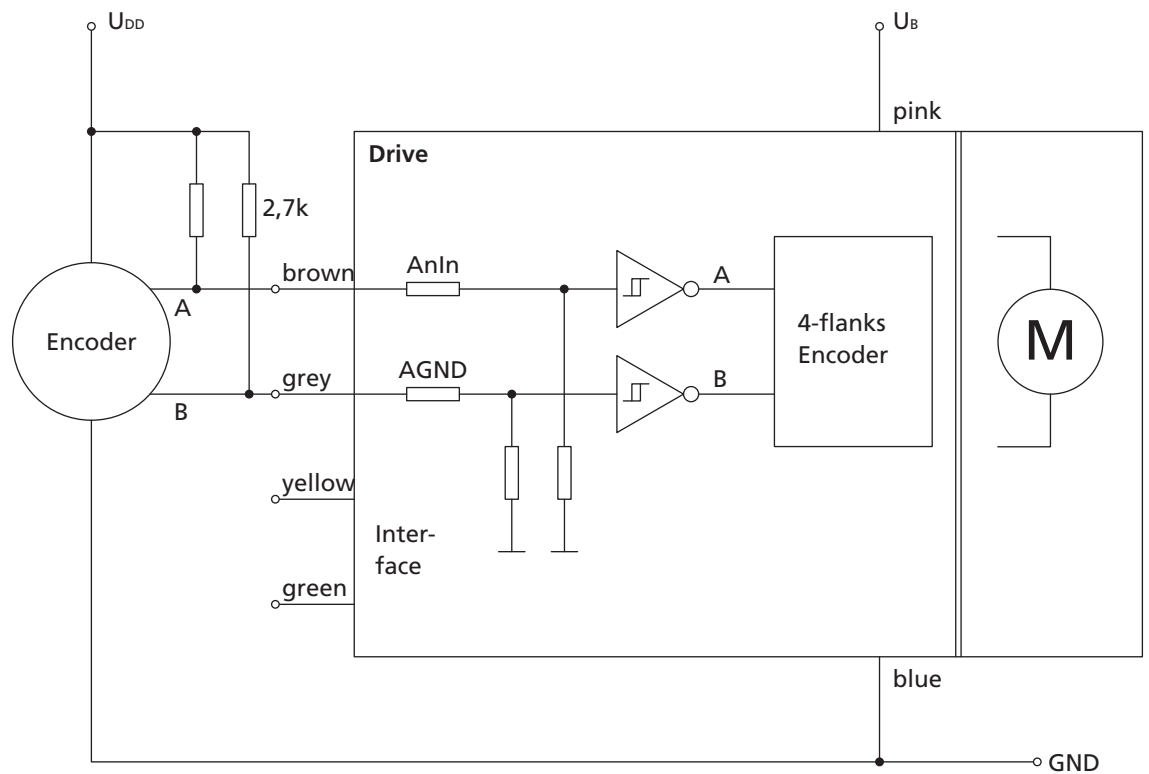 UDD
UB
pink
Drive
2,7k
brown
AnIn
A
A
4-flanks
Encoder
M
Encoder
grey
AGND
B
B
yellow
Inter-
face
green
blue
GND